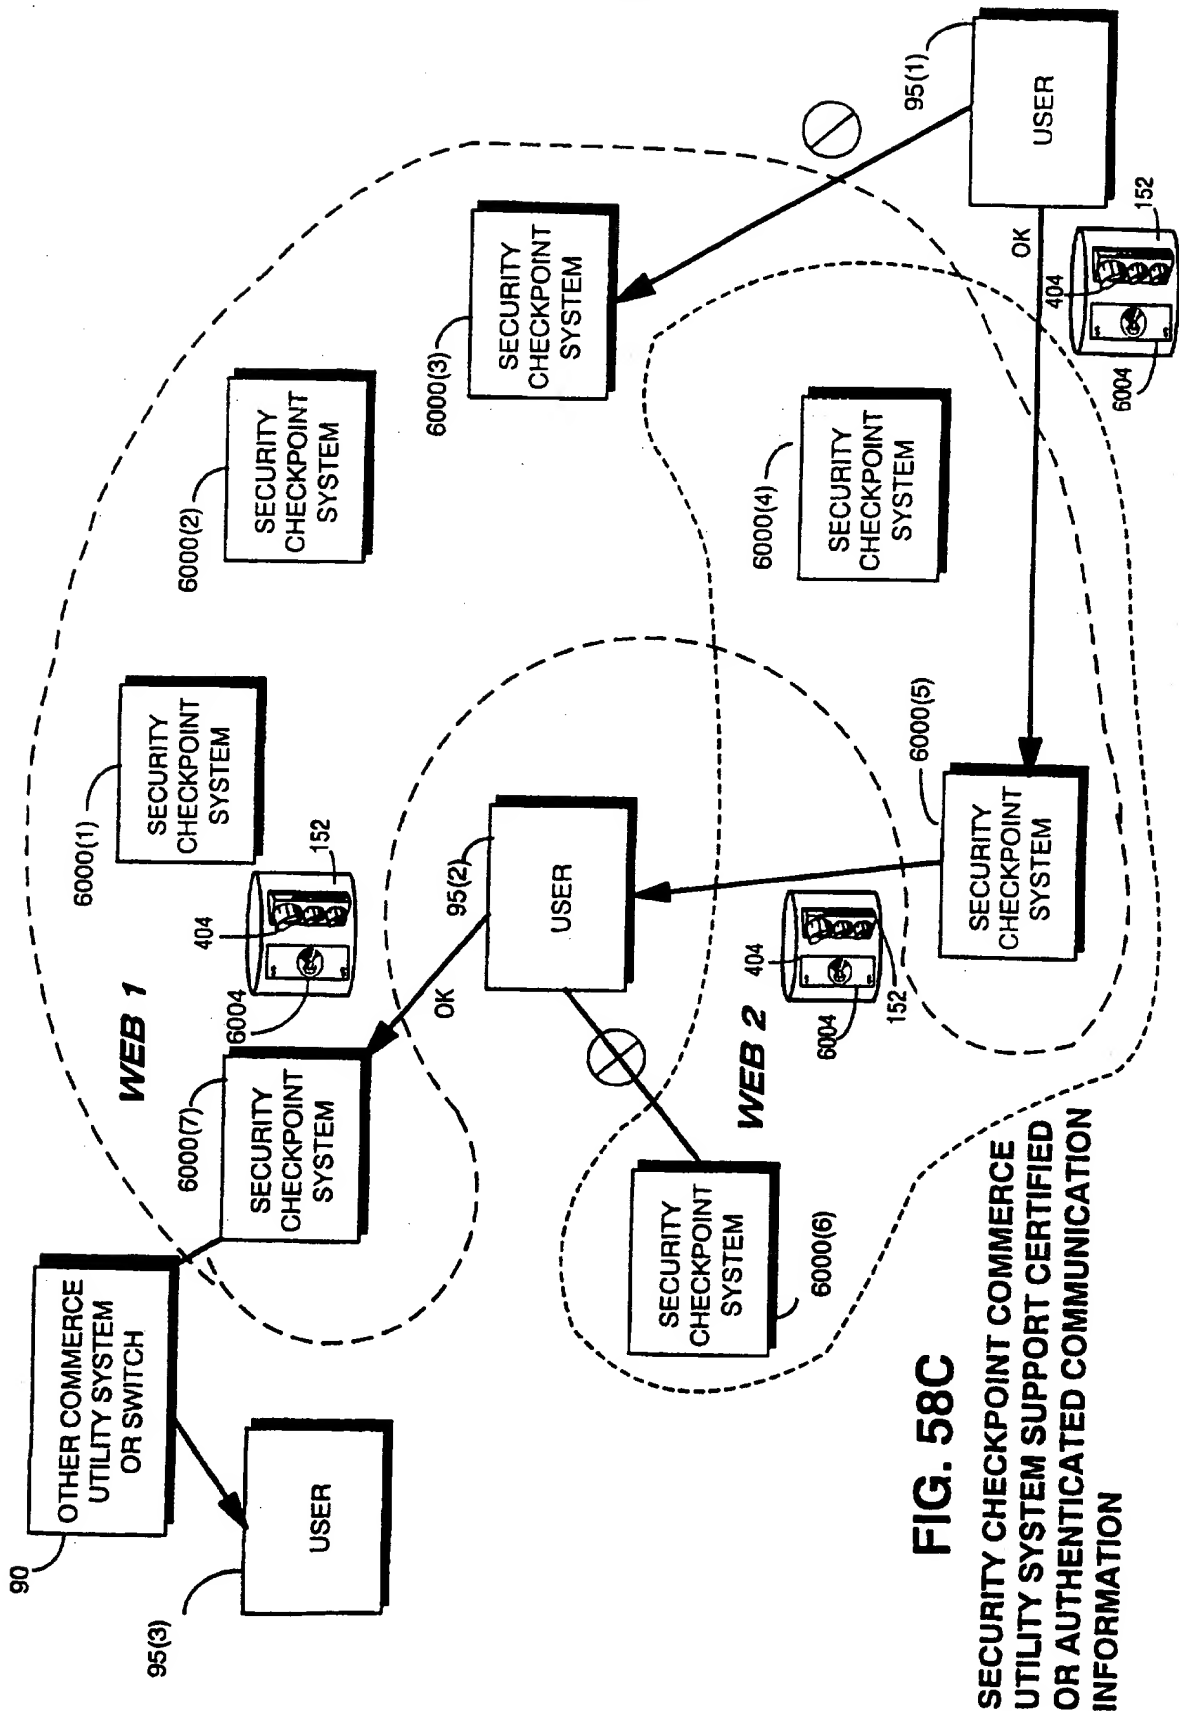 90
OTHER COMMERCE
UTILITY SYSTEM
OR SWITCH
95(3)
USER
WEB 1
6000(7)
SECURITY
CHECKPOINT
SYSTEM
6004
404
152
6000(1)
SECURITY
CHECKPOINT
SYSTEM
6000(2)
SECURITY
CHECKPOINT
SYSTEM
6000(3)
SECURITY
CHECKPOINT
SYSTEM
OK
95(2)
USER
6000(4)
SECURITY
CHECKPOINT
SYSTEM
95(1)
USER
OK
6004
404
152
WEB 2
6004
404
152
6000(5)
SECURITY
CHECKPOINT
SYSTEM
SECURITY
CHECKPOINT
SYSTEM
6000(6)
FIG. 58C
SECURITY CHECKPOINT COMMERCE
UTILITY SYSTEM SUPPORT CERTIFIED
OR AUTHENTICATED COMMUNICATION
INFORMATION